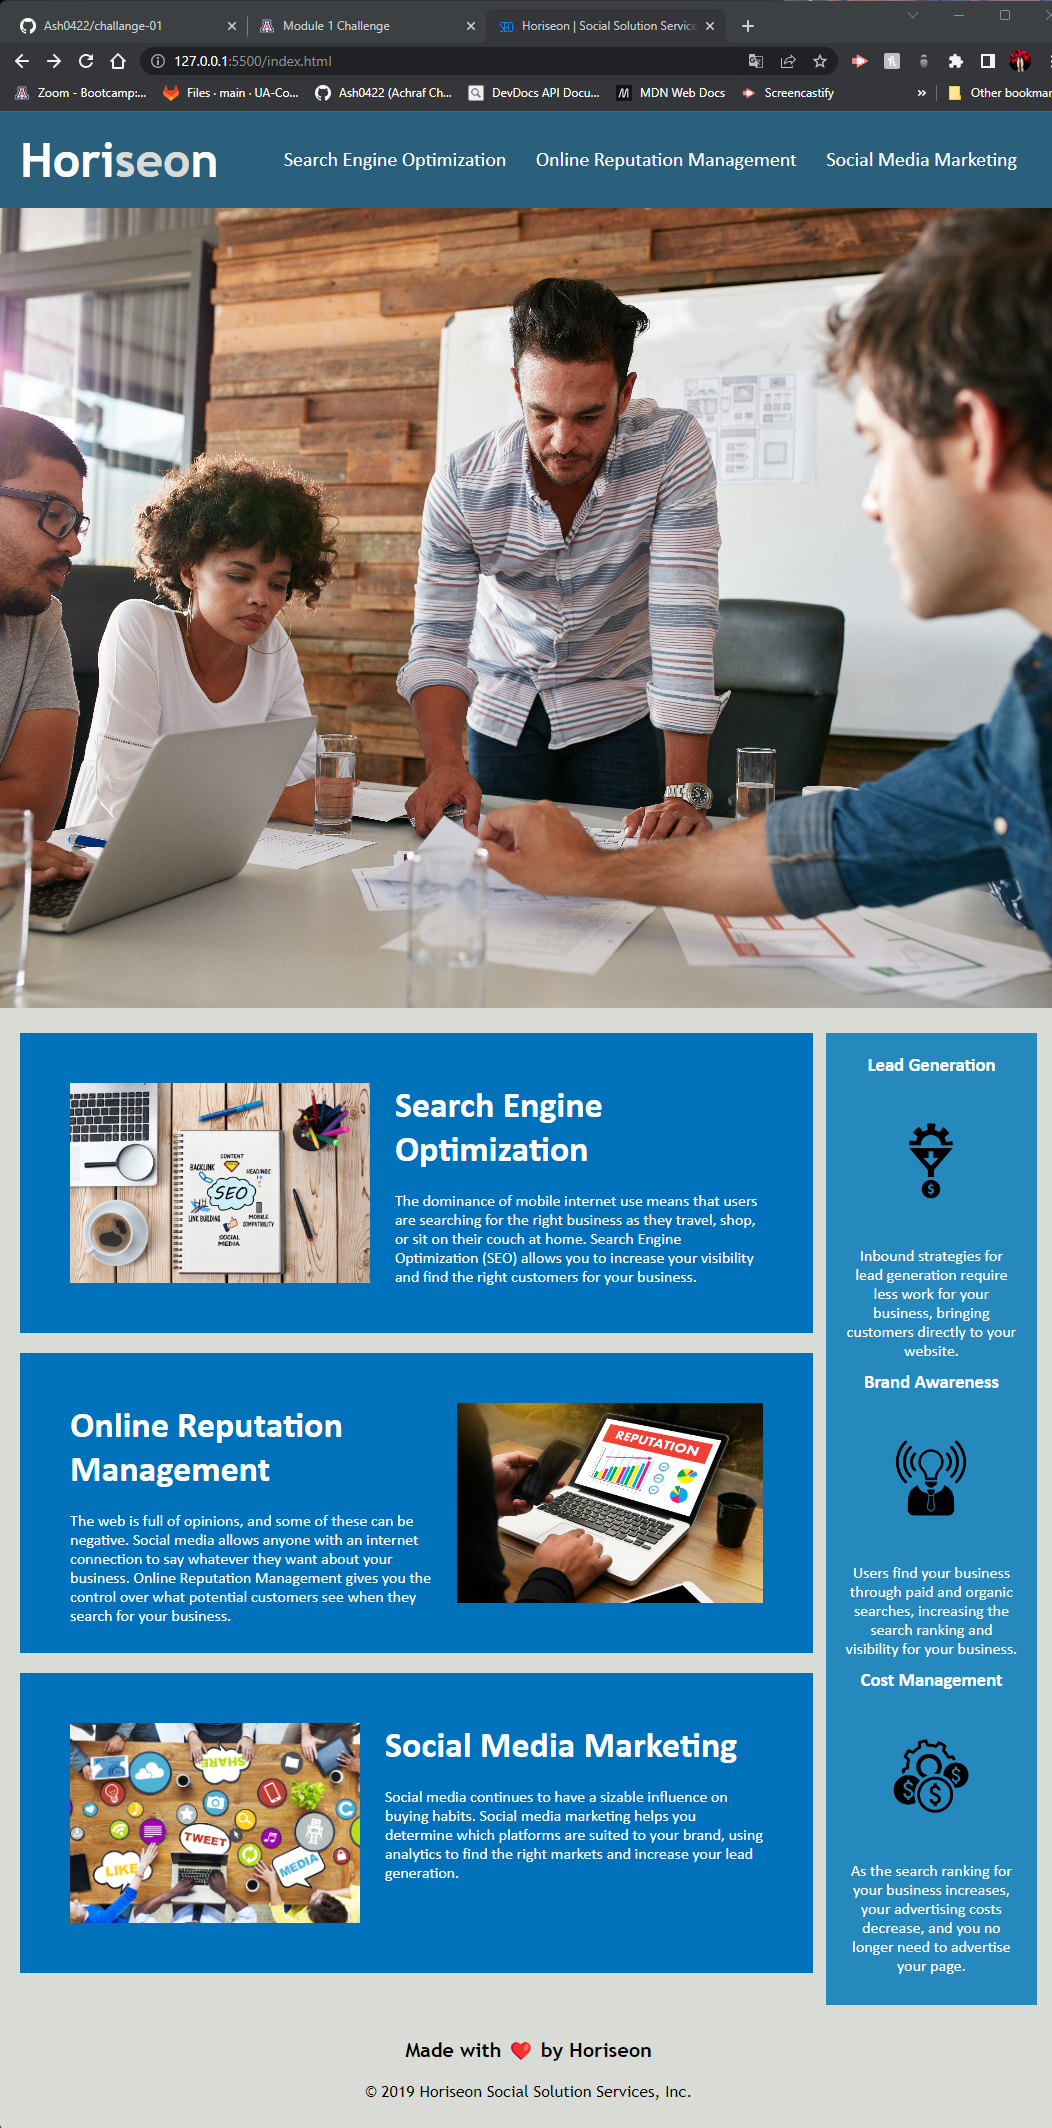 Ash0422/challange-01
Module 1 Challenge
Horiseon | Social Solution Service
127.0.0.1:5500/index.html
Zoom - Bootcamp:...
Files · main · UA-Co...
Ash0422 (Achraf Ch...
DevDocs API Docu...
MDN Web Docs
Screencastify
»
Other bookmar
Horiseon
Search Engine Optimization
Online Reputation Management
Social Media Marketing
CONTENT
BACKLINK
HEADINGS
SEO
LINK BUILDING
MOBILE
COMPATIBILITY
SOCIAL
MEDIA
Search Engine
Optimization
The dominance of mobile internet use means that users
are searching for the right business as they travel, shop,
or sit on their couch at home. Search Engine
Optimization (SEO) allows you to increase your visibility
and find the right customers for your business.
Online Reputation
Management
The web is full of opinions, and some of these can be
negative. Social media allows anyone with an internet
connection to say whatever they want about your
business. Online Reputation Management gives you the
control over what potential customers see when they
search for your business.
REPUTATION
SHARE
TWEET
LIKE
MEDIA
Social Media Marketing
Social media continues to have a sizable influence on
buying habits. Social media marketing helps you
determine which platforms are suited to your brand, using
analytics to find the right markets and increase your lead
generation.
Lead Generation
$
Inbound strategies for
lead generation require
less work for your
business, bringing
customers directly to your
website.
Brand Awareness
Users find your business
through paid and organic
searches, increasing the
search ranking and
visibility for your business.
Cost Management
$ $ $
As the search ranking for
your business increases,
your advertising costs
decrease, and you no
longer need to advertise
your page.
Made with ❤️ by Horiseon
© 2019 Horiseon Social Solution Services, Inc.